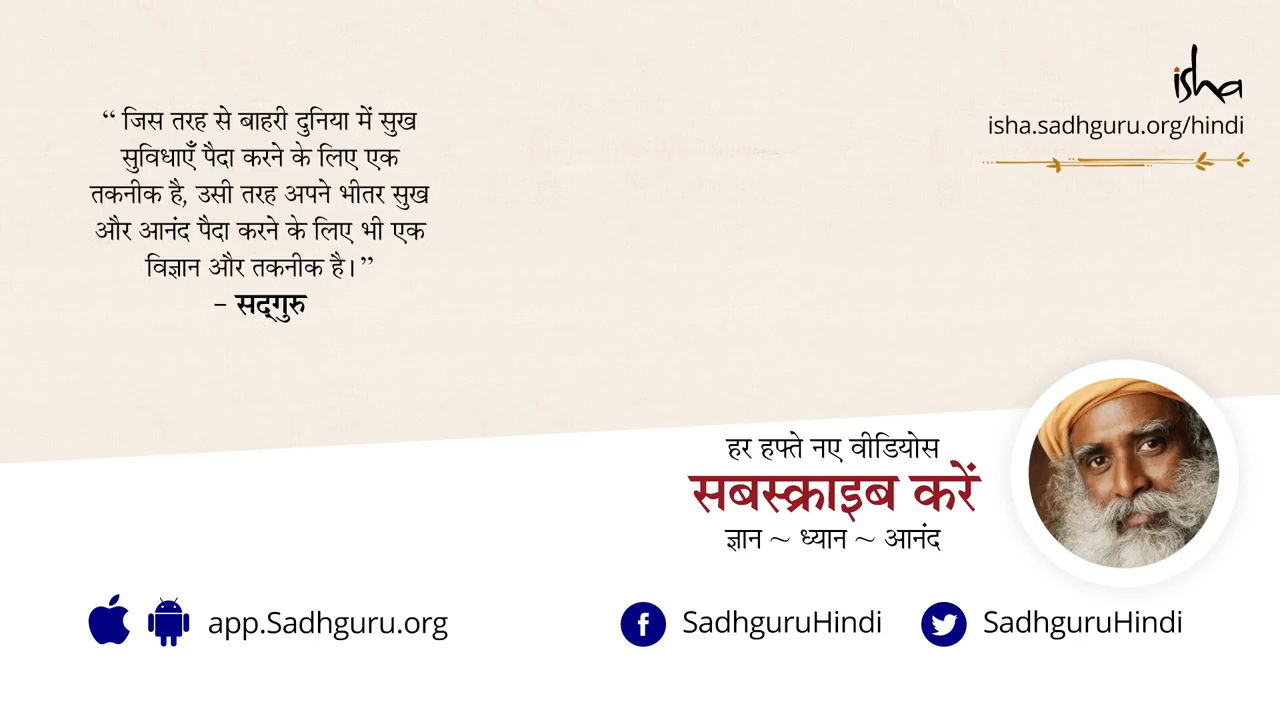 “ जिस तरह से बाहरी दुनिया में सुख
सुविधाएँ पैदा करने के लिए एक
तकनीक है, उसी तरह अपने भीतर सुख
और आनंद पैदा करने के लिए भी एक
विज्ञान और तकनीक है।”
– सद्गुरु
isha
isha.sadhguru.org/hindi
हर हफ्ते नए वीडियोस
सबस्क्राइब करें
ज्ञान ~ ध्यान ~ आनंद
app.Sadhguru.org
SadhguruHindi
SadhguruHindi